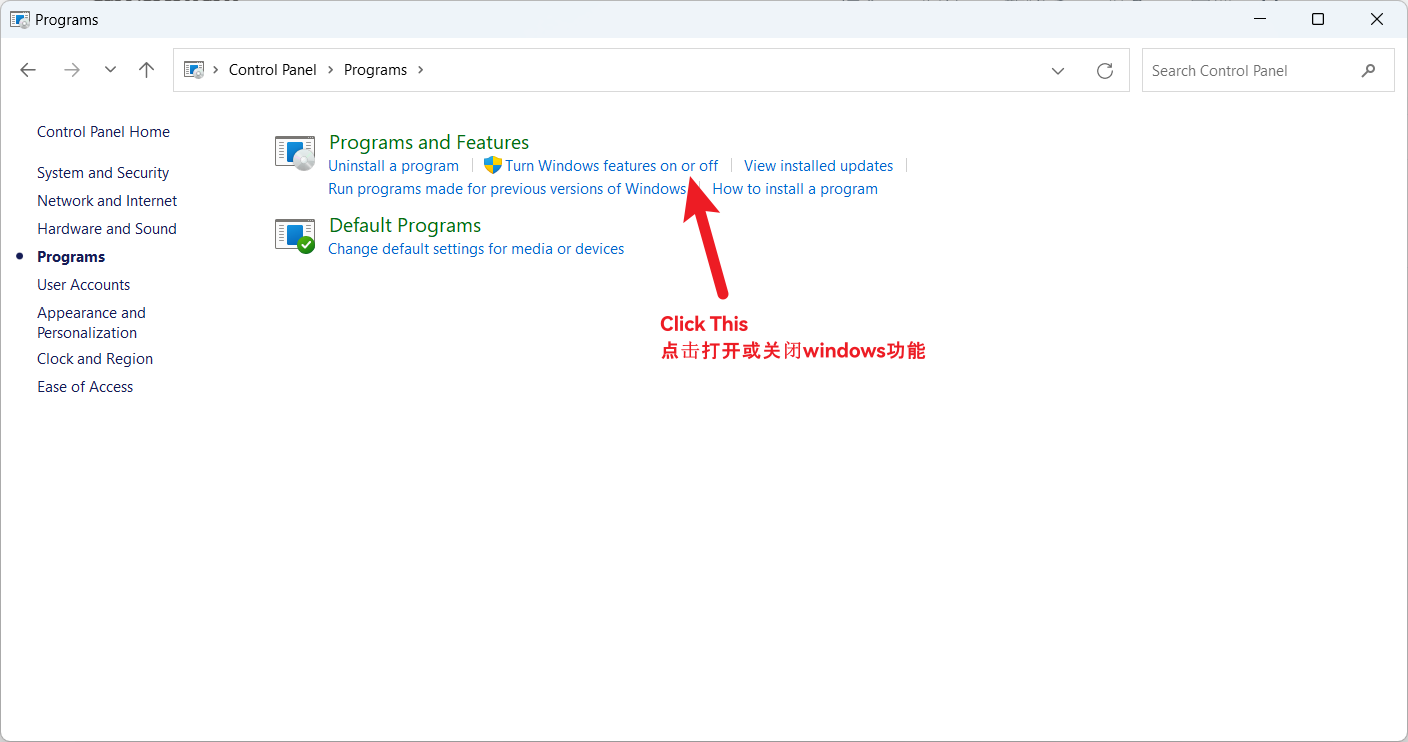 Programs
Control Panel
Programs
Search Control Panel
Control Panel Home
System and Security
Network and Internet
Hardware and Sound
Programs
User Accounts
Appearance and
Personalization
Clock and Region
Ease of Access
Programs and Features
Uninstall a program
Turn Windows features on or off
View installed updates
Run programs made for previous versions of Windows
How to install a program
Default Programs
Change default settings for media or devices
Click This
点击打开或关闭windows功能